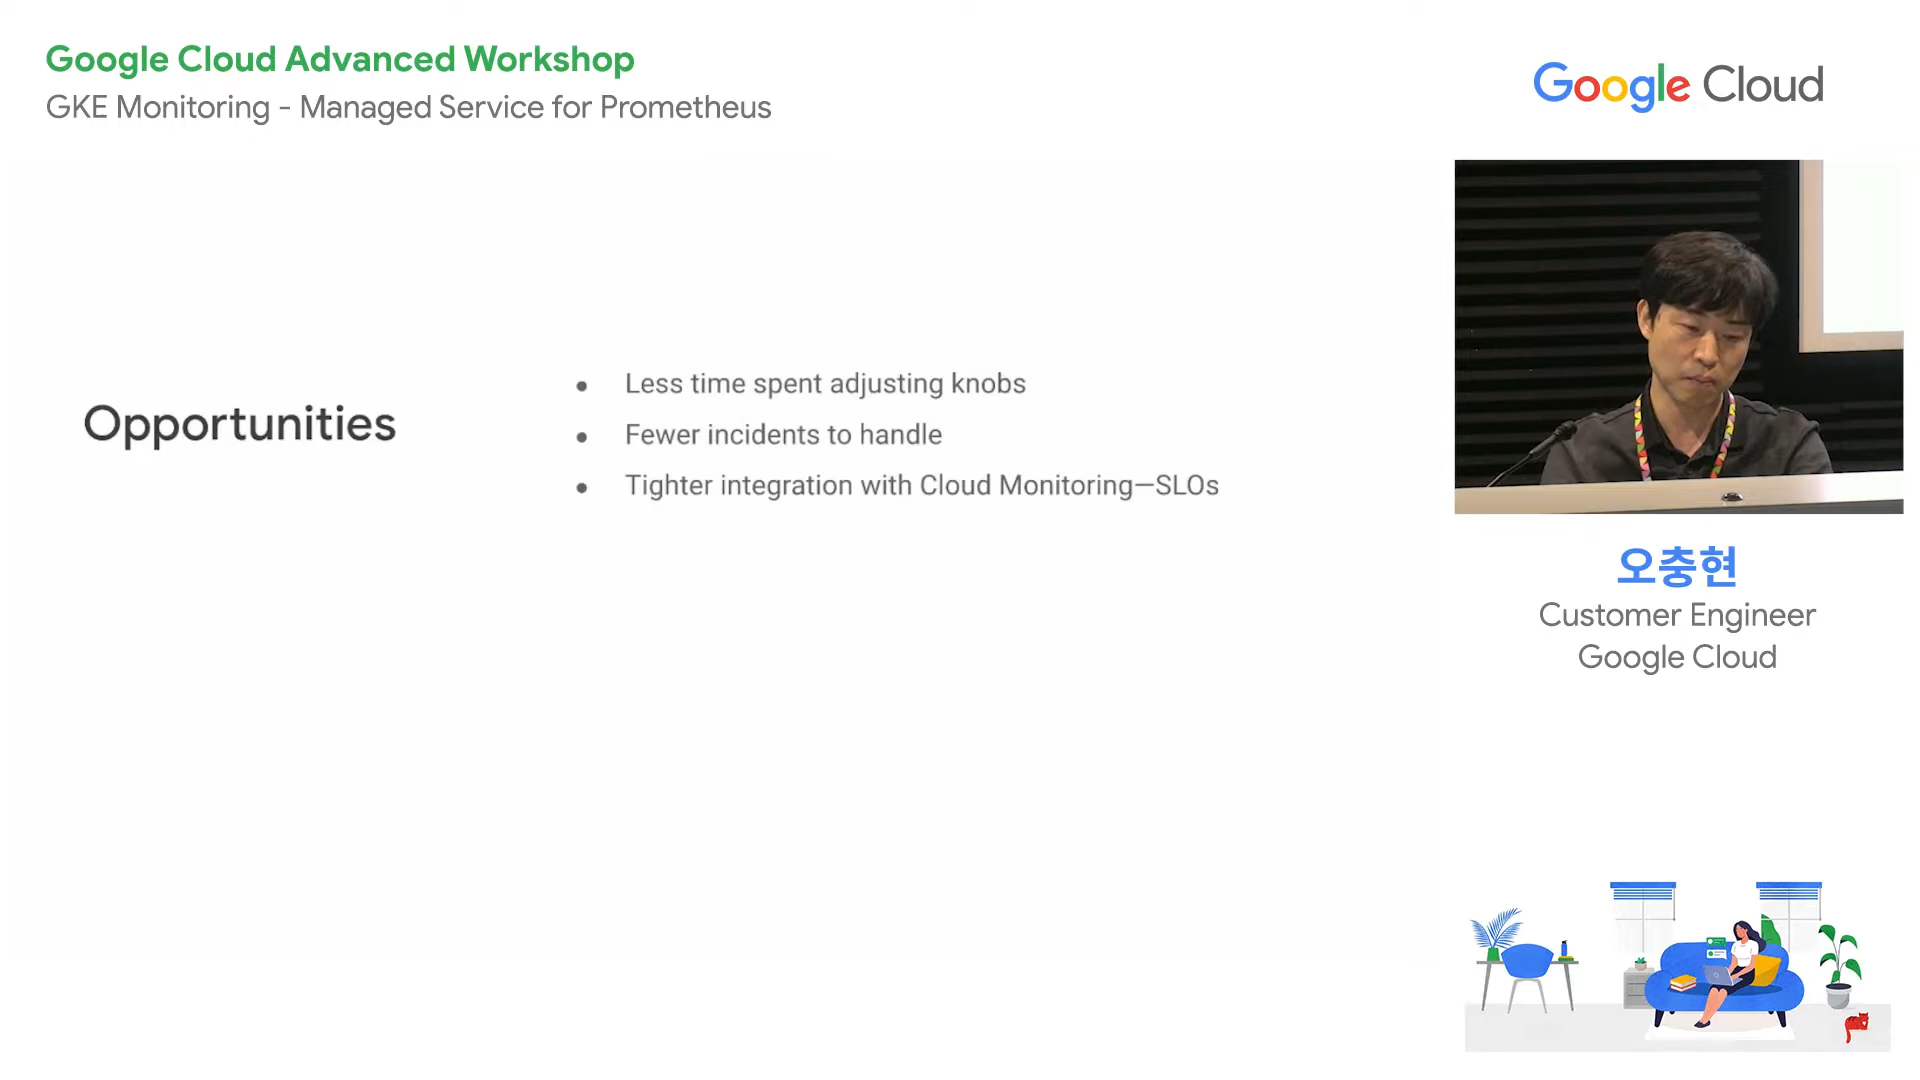 Google Cloud Advanced Workshop
GKE Monitoring - Managed Service for Prometheus
Google Cloud
Opportunities
● Less time spent adjusting knobs
● Fewer incidents to handle
● Tighter integration with Cloud Monitoring—SLOs
오충현
Customer Engineer
Google Cloud